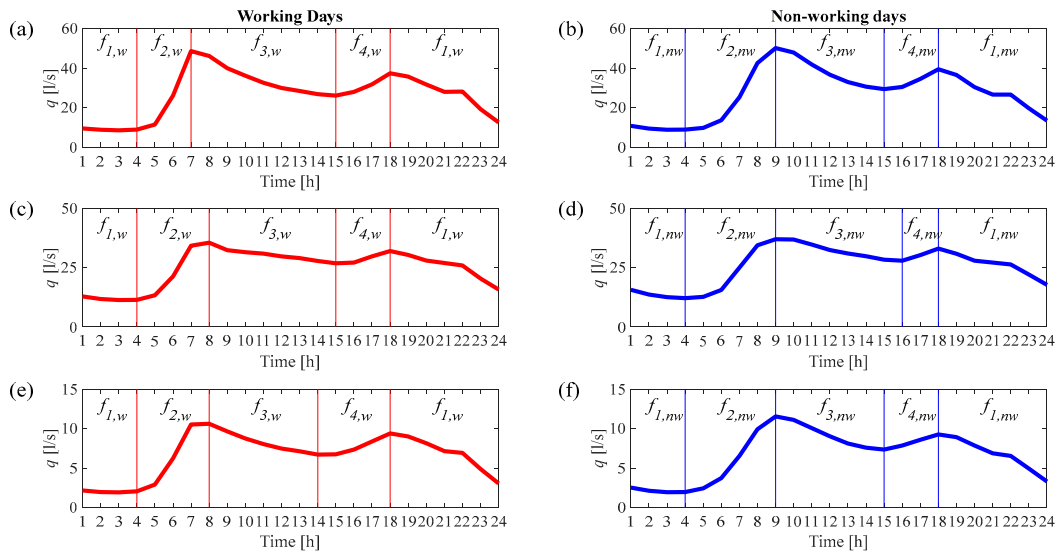 Working Days
Non-working days
(a)
60
40
20
0
q [l/s]
f1,w f2,w f3,w f4,w f1,w
1 2 3 4 5 6 7 8 9 10 11 12 13 14 15 16 17 18 19 20 21 22 23 24
Time [h]
(b)
60
40
20
0
q [l/s]
f1,nw f2,nw f3,nw f4,nw f1,nw
1 2 3 4 5 6 7 8 9 10 11 12 13 14 15 16 17 18 19 20 21 22 23 24
Time [h]
(c)
50
25
0
q [l/s]
f1,w f2,w f3,w f4,w f1,w
1 2 3 4 5 6 7 8 9 10 11 12 13 14 15 16 17 18 19 20 21 22 23 24
Time [h]
(d)
50
25
0
q [l/s]
f1,nw f2,nw f3,nw f4,nw f1,nw
1 2 3 4 5 6 7 8 9 10 11 12 13 14 15 16 17 18 19 20 21 22 23 24
Time [h]
(e)
15
10
5
0
q [l/s]
f1,w f2,w f3,w f4,w f1,w
1 2 3 4 5 6 7 8 9 10 11 12 13 14 15 16 17 18 19 20 21 22 23 24
Time [h]
(f)
15
10
5
0
q [l/s]
f1,nw f2,nw f3,nw f4,nw f1,nw
1 2 3 4 5 6 7 8 9 10 11 12 13 14 15 16 17 18 19 20 21 22 23 24
Time [h]